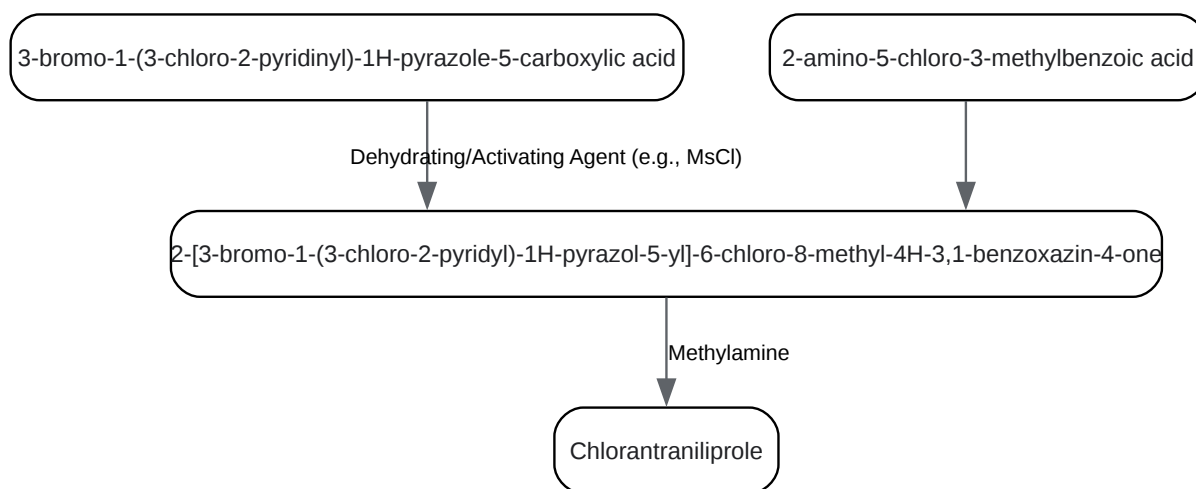 3-bromo-1-(3-chloro-2-pyridinyl)-1H-pyrazole-5-carboxylic acid
2-amino-5-chloro-3-methylbenzoic acid
Dehydrating/Activating Agent (e.g., MsCl)
2-[3-bromo-1-(3-chloro-2-pyridyl)-1H-pyrazol-5-yl]-6-chloro-8-methyl-4H-3,1-benzoxazin-4-one
Methylamine
Chlorantraniliprole